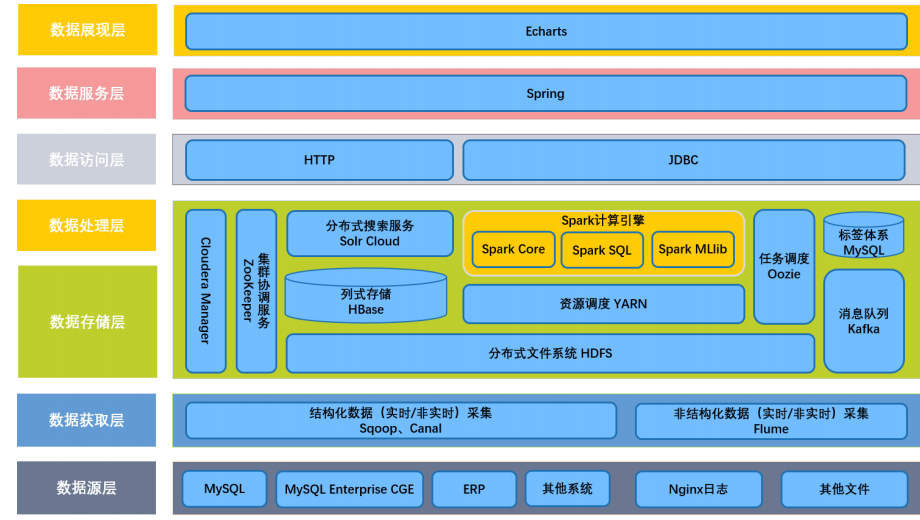 数据展现层
Echarts
数据服务层
Spring
数据访问层
HTTP
JDBC
数据处理层
数据存储层
Cloudera Manager
集群协调服务
ZooKeeper
分布式搜索服务
Solr Cloud
列式存储
HBase
Spark计算引擎
Spark Core
Spark SQL
Spark MLlib
资源调度 YARN
分布式文件系统 HDFS
任务调度
Oozie
标签体系
MySQL
消息队列
Kafka
数据获取层
结构化数据（实时/非实时）采集
Sqoop、Canal
非结构化数据（实时/非实时）采集
Flume
数据源层
MySQL
MySQL Enterprise CGE
ERP
其他系统
Nginx日志
其他文件